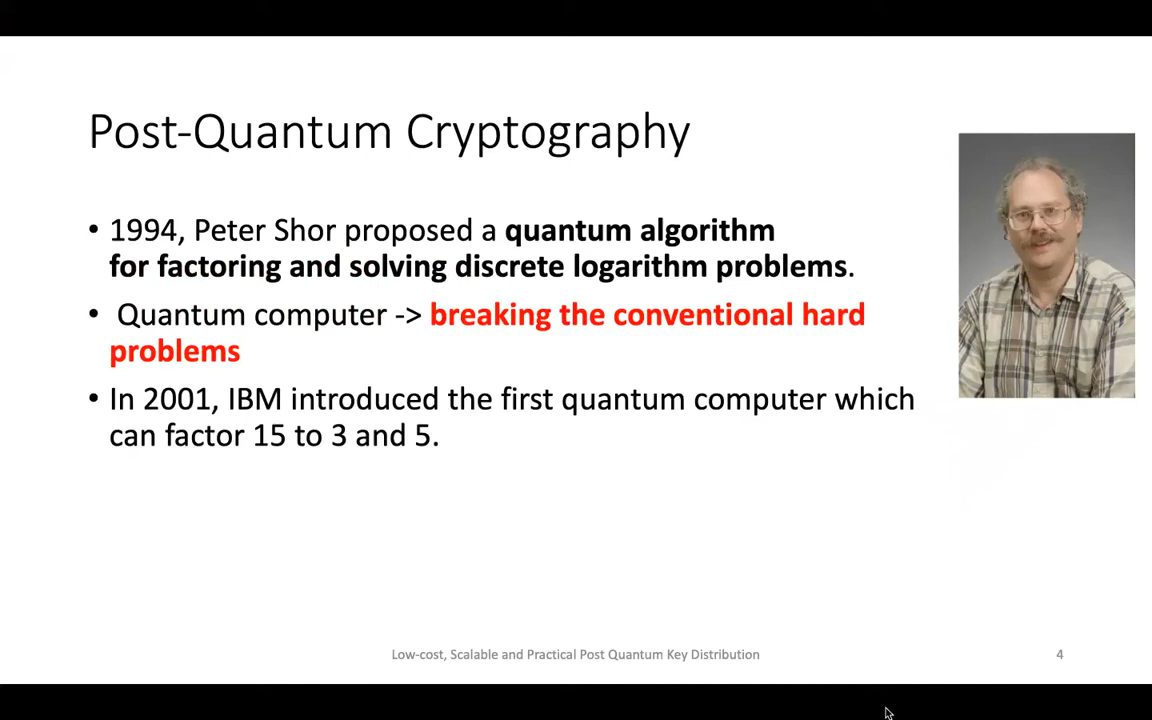 Post-Quantum Cryptography
• 1994, Peter Shor proposed a quantum algorithm
for factoring and solving discrete logarithm problems.
• Quantum computer -> breaking the conventional hard
problems
• In 2001, IBM introduced the first quantum computer which
can factor 15 to 3 and 5.
Low-cost, Scalable and Practical Post Quantum Key Distribution
4